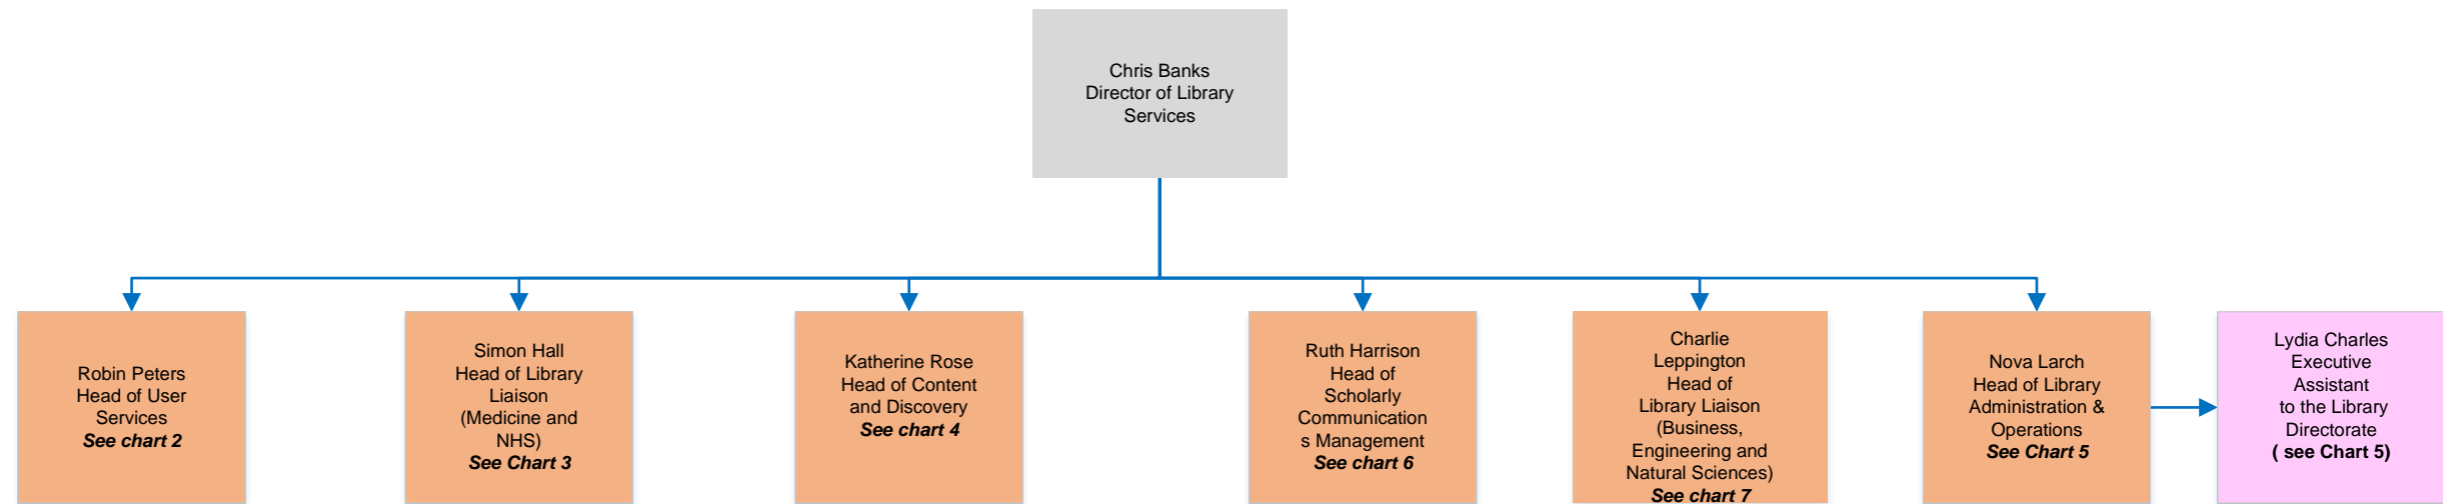 Chris Banks
Director of Library
Services
Robin Peters
Head of User
Services
See chart 2
Simon Hall
Head of Library
Liaison
(Medicine and
NHS)
See Chart 3
Katherine Rose
Head of Content
and Discovery
See chart 4
Ruth Harrison
Head of
Scholarly
Communication
s Management
See chart 6
Charlie
Leppington
Head of
Library Liaison
(Business,
Engineering and
Natural Sciences)
See chart 7
Nova Larch
Head of Library
Administration &
Operations
See Chart 5
Lydia Charles
Executive
Assistant
to the Library
Directorate
( see Chart 5)